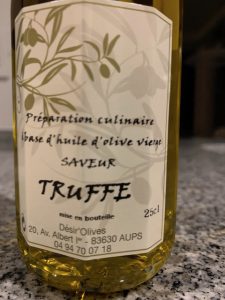 Préparation culinaire
à base d'huile d'olive vierge
SAVEUR
TRUFFE
mise en bouteille 25cl
Désir'Olives
20, Av. Albert Iᵉʳ - 83630 AUPS
04 94 70 07 18